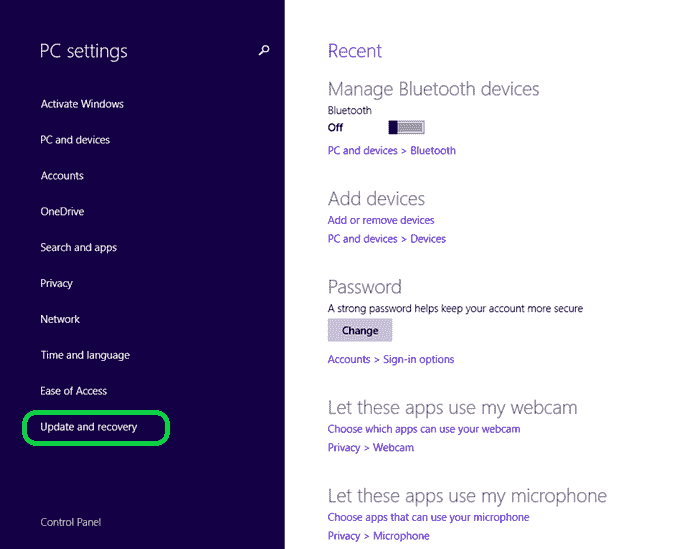 PC settings
Activate Windows
PC and devices
Accounts
OneDrive
Search and apps
Privacy
Network
Time and language
Ease of Access
Update and recovery
Control Panel
Recent
Manage Bluetooth devices
Bluetooth
Off
PC and devices > Bluetooth
Add devices
Add or remove devices
PC and devices > Devices
Password
A strong password helps keep your account more secure
Change
Accounts > Sign-in options
Let these apps use my webcam
Choose which apps can use your webcam
Privacy > Webcam
Let these apps use my microphone
Choose apps that can use your microphone
Privacy > Microphone